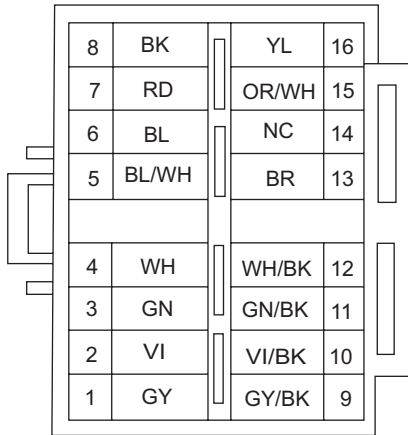 8 BK YL 16
7 RD OR/WH 15
6 BL NC 14
5 BL/WH BR 13
4 WH WH/BK 12
3 GN GN/BK 11
2 VI VI/BK 10
1 GY GY/BK 9